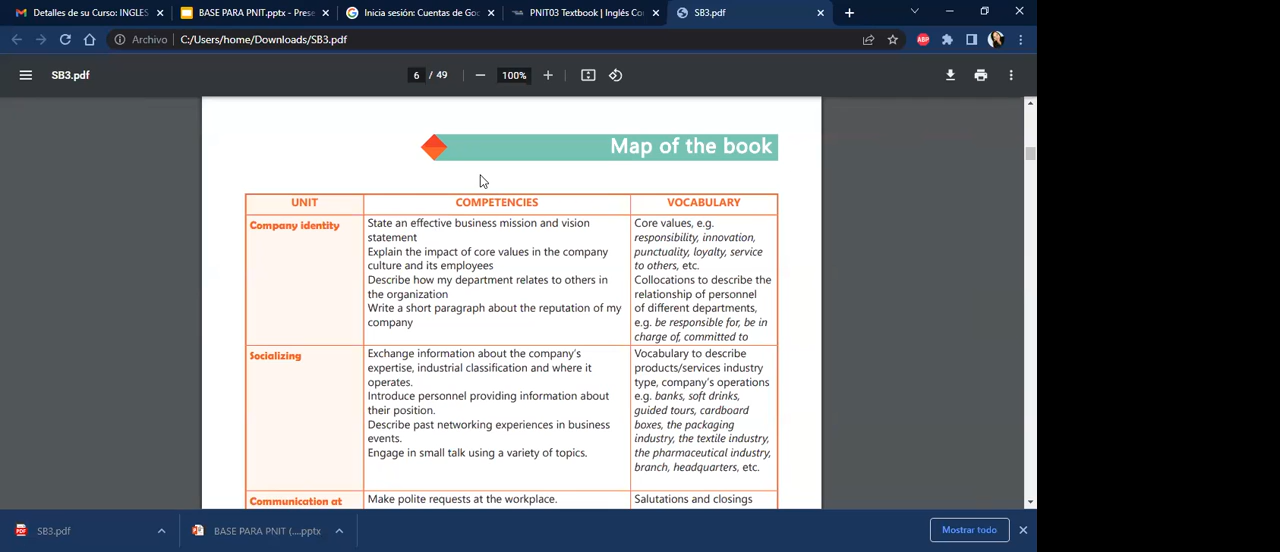 Detalles de su Curso: INGLES
BASE PARA PNIT.pptx - Prese
Inicia sesión: Cuentas de Goo
PNIT03 Textbook | Inglés Co
SB3.pdf
Archivo
C:/Users/home/Downloads/SB3.pdf
ABP
SB3.pdf
6 / 49
100%
Map of the book
UNIT
COMPETENCIES
VOCABULARY
Company identity
State an effective business mission and vision
statement
Explain the impact of core values in the company
culture and its employees
Describe how my department relates to others in
the organization
Write a short paragraph about the reputation of my
company
Core values, e.g.
responsibility, innovation,
punctuality, loyalty, service
to others, etc.
Collocations to describe the
relationship of personnel
of different departments,
e.g. be responsible for, be in
charge of, committed to
Socializing
Exchange information about the company's
expertise, industrial classification and where it
operates.
Introduce personnel providing information about
their position.
Describe past networking experiences in business
events.
Engage in small talk using a variety of topics.
Vocabulary to describe
products/services industry
type, company's operations
e.g. banks, soft drinks,
guided tours, cardboard
boxes, the packaging
industry, the textile industry,
the pharmaceutical industry,
branch, headquarters, etc.
Communication at
Make polite requests at the workplace.
Salutations and closings
SB3.pdf
BASE PARA PNIT (....pptx
Mostrar todo